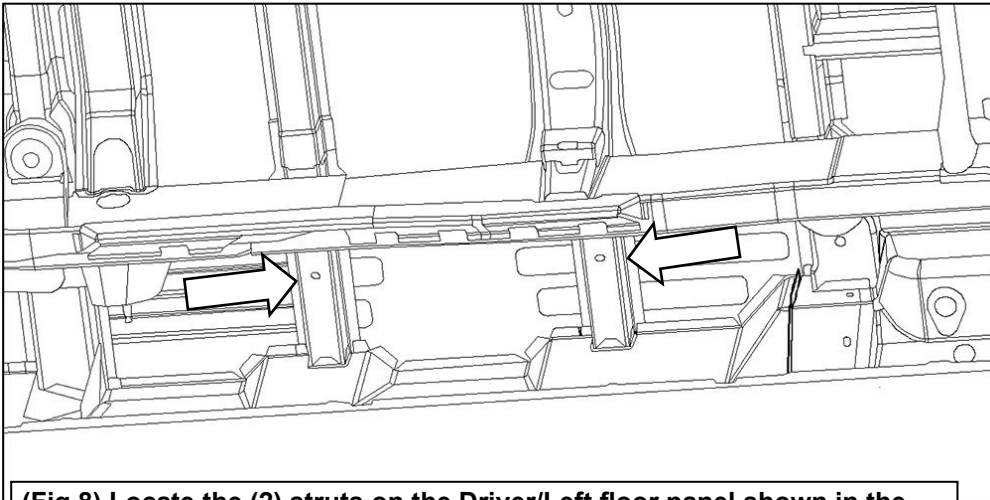 (Fig 8) Locate the (2) struts on the Driver/Left floor panel shown in the